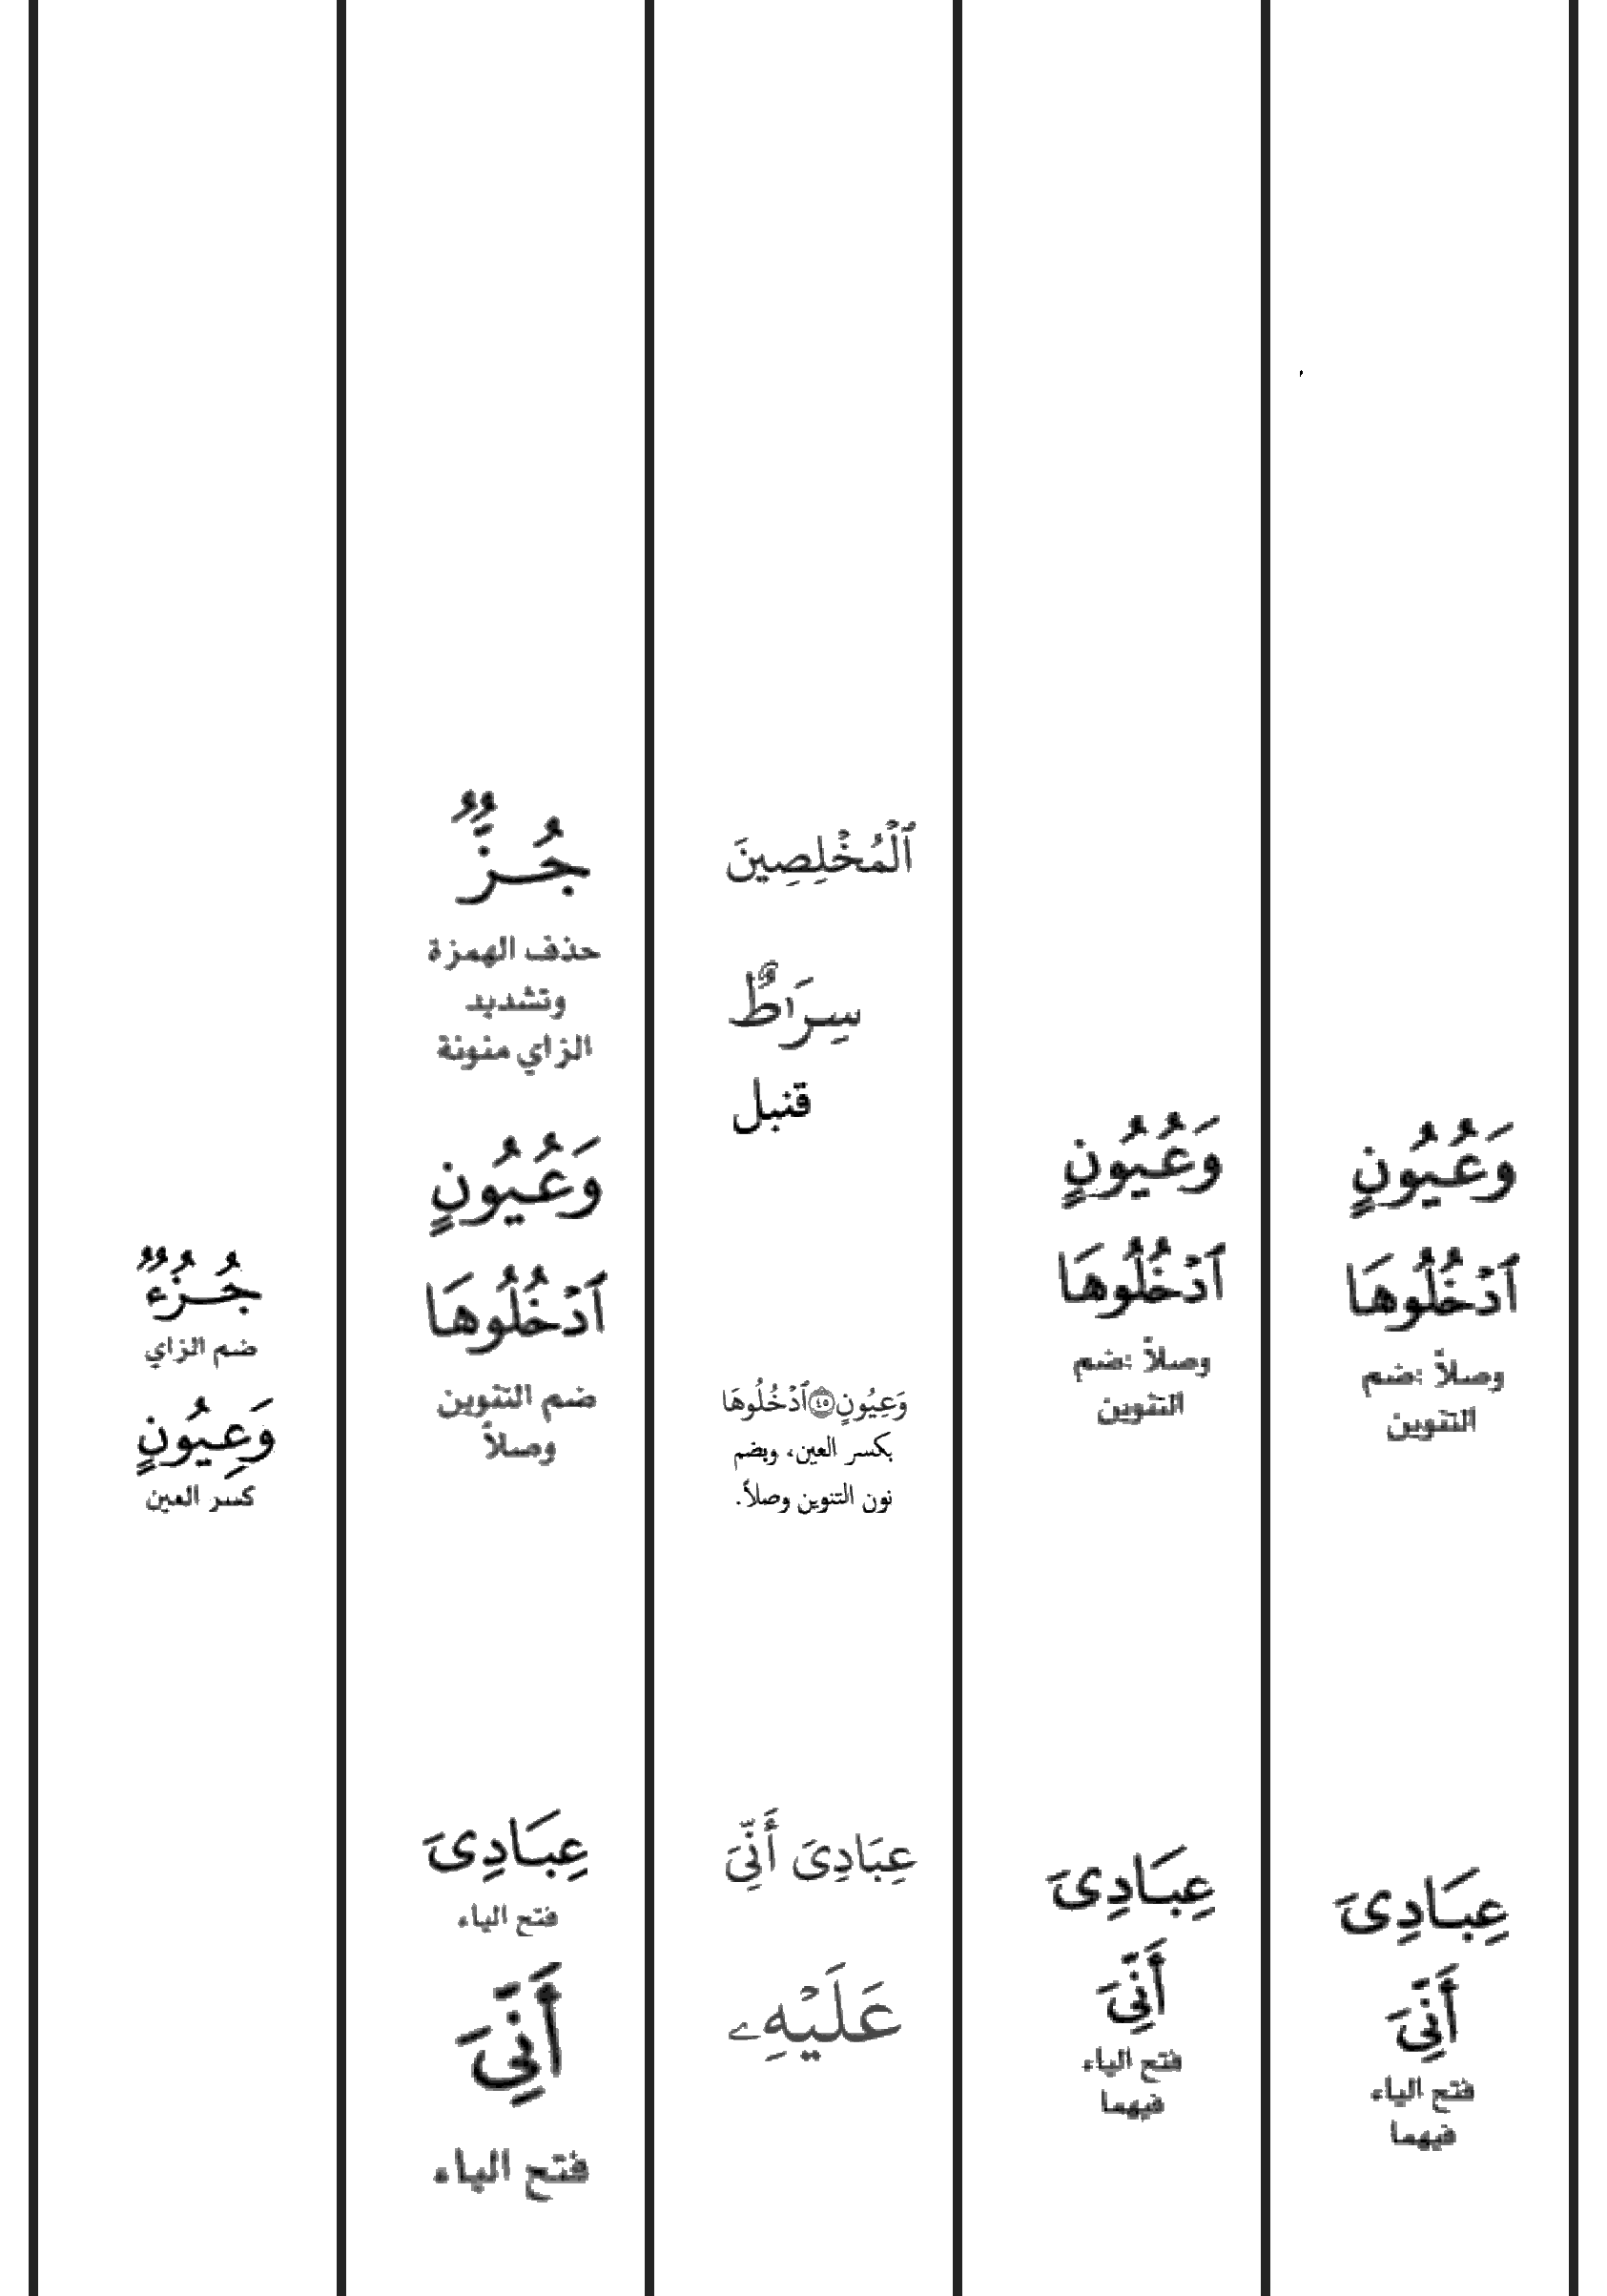 وَعُيُونٍ
ٱدْخُلُوهَا
وصلاً :ضم
التنوين
عِبَادِىَ
أَنِّىَ
فتح الياء
فيهما
وَعُيُونٍ
ٱدْخُلُوهَا
وصلاً :ضم
التنوين
عِبَادِىَ
أَنِّىَ
فتح الياء
فيهما
ٱلْمُخْلِصِينَ
سِرَٰطٌ
قنبل
وَعِيُونٍ ٤٥ ٱدْخُلُوهَا
بكسر العين، وبضم
نون التنوين وصلاً.
عِبَادِىَ أَنِّىَ
عَلَيْهِۦ
جُزٌّ
حذف الهمزة
وتشديد
الزاي منونة
وَعُيُونٍ
ٱدْخُلُوهَا
ضم التنوين
وصلاً
عِبَادِىَ
فتح الياء
أَنِّىَ
فتح الياء
جُزُءٌ
ضم الزاي
وَعِيُونٍ
كسر العين